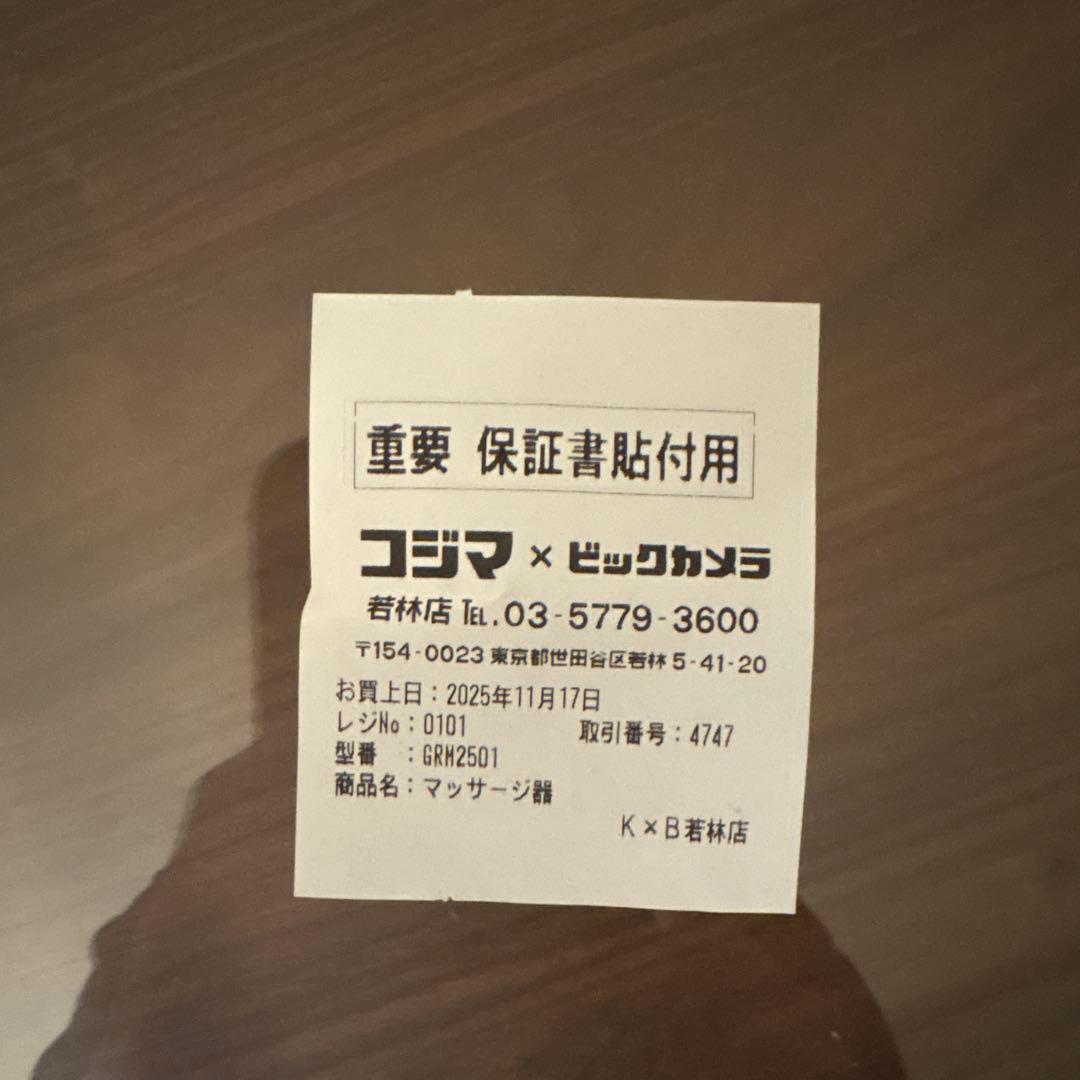 重要 保証書貼付用
コジマ×ビックカメラ
若林店 TEL.03-5779-3600
〒154-0023 東京都世田谷区若林5-41-20
お買上日：2025年11月17日
レジNo：0101 取引番号：4747
型番 ：GRM2501
商品名：マッサージ器
K×B若林店